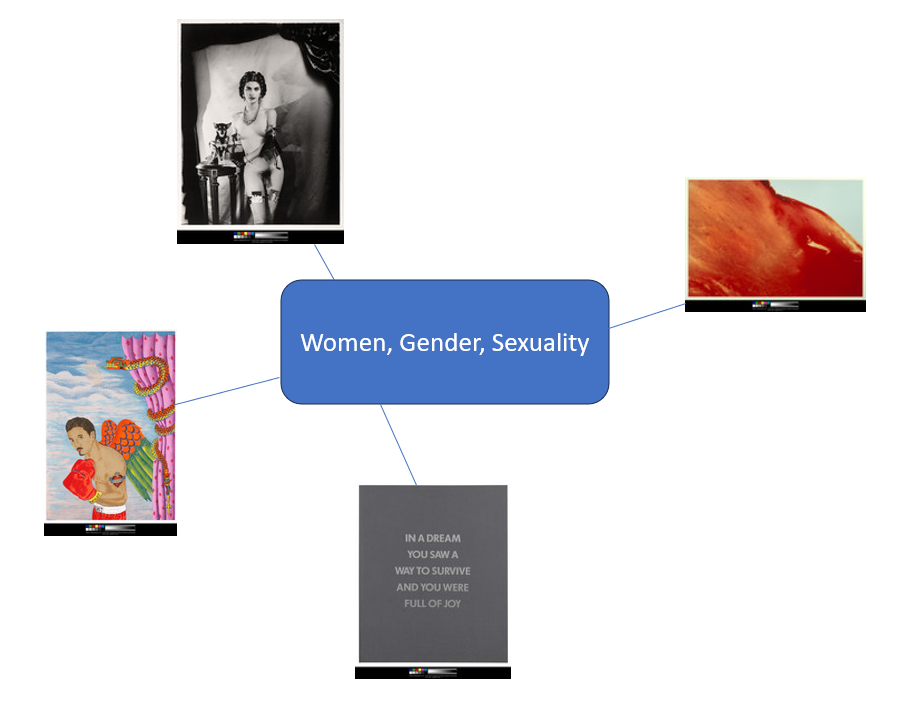 Women, Gender, Sexuality
IN A DREAM
YOU SAW A
WAY TO SURVIVE
AND YOU WERE
FULL OF JOY